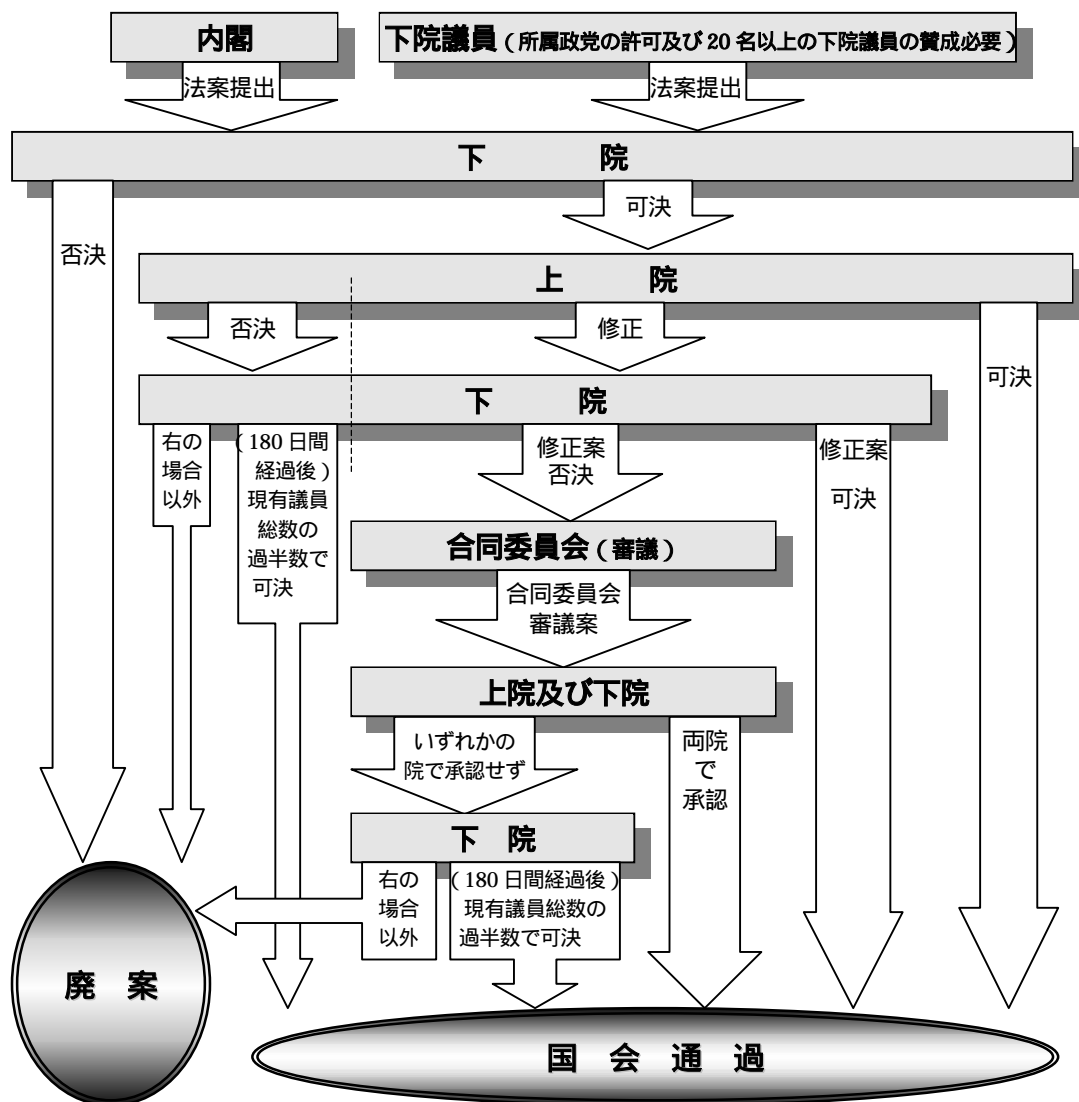 内閣
下院議員（所属政党の許可及び 20 名以上の下院議員の賛成必要）
法案提出
法案提出
下 院
否決
可決
上 院
否決
修正
可決
下 院
右の
場合
以外
（180 日間
経過後）
現有議員
総数の
過半数で
可決
修正案
否決
修正案
可決
合同委員会（審議）
合同委員会
審議案
上院及び下院
いずれかの
院で承認せず
両院
で
承認
下 院
右の
場合
以外
（180 日間経過後）
現有議員総数の
過半数で可決
廃 案
国 会 通 過